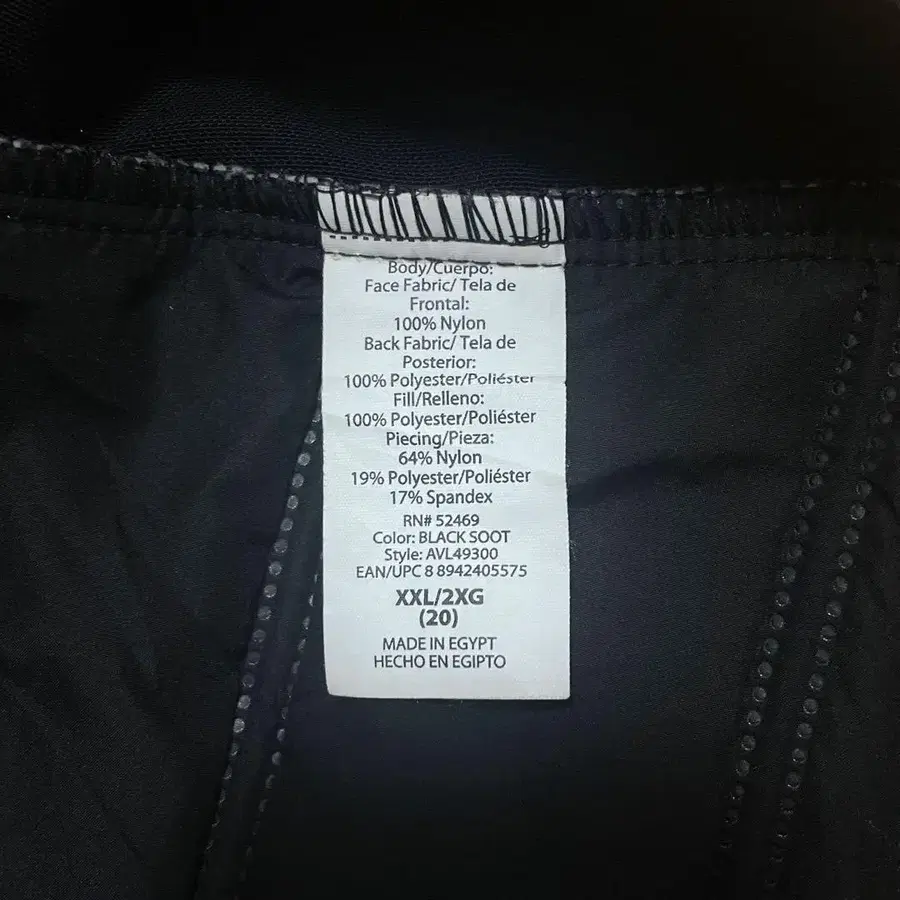 Body/Cuerpo:
Face Fabric/ Tela de
Frontal:
100% Nylon
Back Fabric/ Tela de
Posterior:
100% Polyester/Poliéster
Fill/Relleno:
100% Polyester/Poliéster
Piecing/Pieza:
64% Nylon
19% Polyester/Poliéster
17% Spandex
RN# 52469
Color: BLACK SOOT
Style: AVL49300
EAN/UPC 8 8942405575
XXL/2XG
(20)
MADE IN EGYPT
HECHO EN EGIPTO